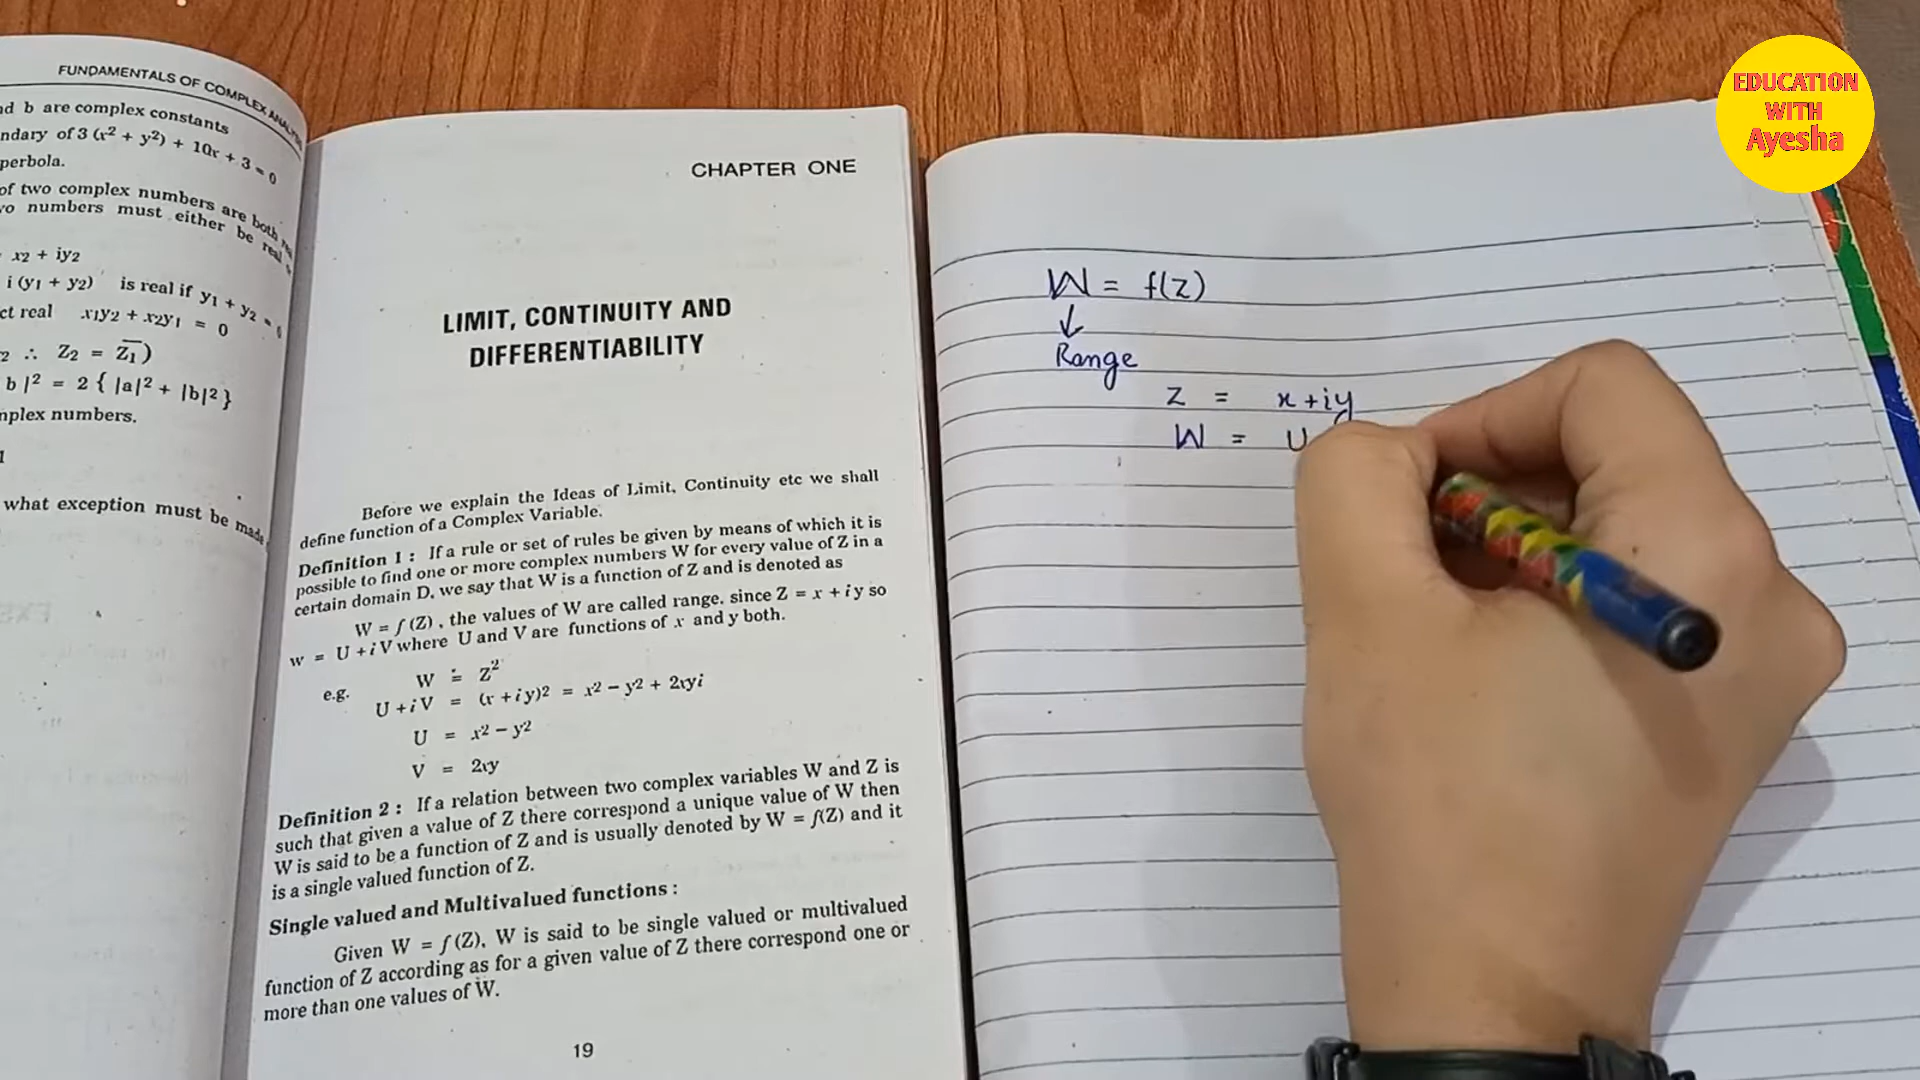 FUNDAMENTALS OF COMPLEX ANALYSIS
nd b are complex constants
ndary of 3 (x² + y²) + 10x + 3 = 0
perbola.
of two complex numbers are both
vo numbers must either be real
x2 + iy2
i (y1 + y2) is real if y1 + y2 = 0
ct real x1y2 + x2y1 = 0
2 ∴ Z2 = Z̅1̅ )
b |² = 2 { |a|² + |b|² }
nplex numbers.
1
what exception must be made
CHAPTER ONE
LIMIT, CONTINUITY AND
DIFFERENTIABILITY
Before we explain the Ideas of Limit, Continuity etc we shall
define function of a Complex Variable.
Definition 1 : If a rule or set of rules be given by means of which it is
possible to find one or more complex numbers W for every value of Z in a
certain domain D, we say that W is a function of Z and is denoted as
W = f (Z) , the values of W are called range. since Z = x + i y so
w = U + i V where U and V are functions of x and y both.
e.g. W = Z²
U + i V = (x + i y)² = x² – y² + 2xyi
U = x² – y²
V = 2xy
Definition 2 : If a relation between two complex variables W and Z is
such that given a value of Z there correspond a unique value of W then
W is said to be a function of Z and is usually denoted by W = f(Z) and it
is a single valued function of Z.
Single valued and Multivalued functions :
Given W = f (Z), W is said to be single valued or multivalued
function of Z according as for a given value of Z there correspond one or
more than one values of W.
19
W = f(z)
↓
Range
z = x + iy
W = U
EDUCATION
WITH
Ayesha